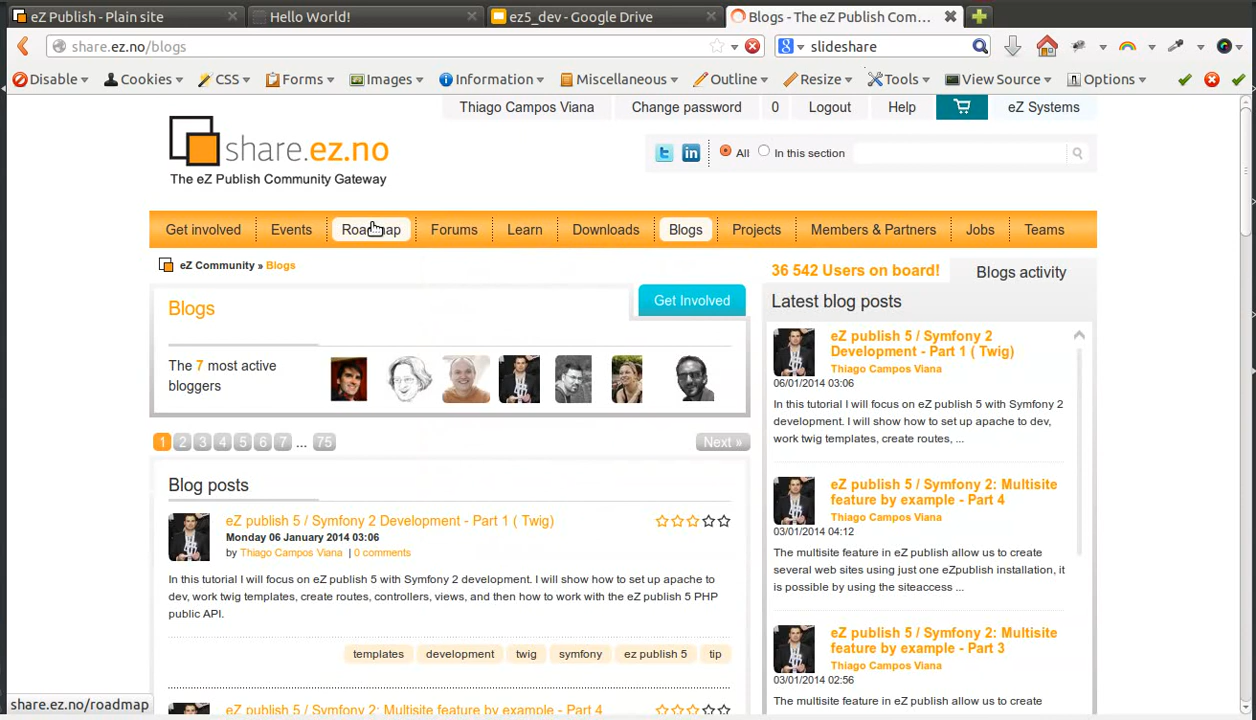 eZ Publish - Plain site
Hello World!
ez5_dev - Google Drive
Blogs - The eZ Publish Com...
share.ez.no/blogs
slideshare
Disable
Cookies
CSS
Forms
Images
Information
Miscellaneous
Outline
Resize
Tools
View Source
Options
Thiago Campos Viana
Change password
0
Logout
Help
eZ Systems
share.ez.no
The eZ Publish Community Gateway
All
In this section
Get involved
Events
Roadmap
Forums
Learn
Downloads
Blogs
Projects
Members & Partners
Jobs
Teams
eZ Community » Blogs
Blogs
Get Involved
The 7 most active
bloggers
1 2 3 4 5 6 7 ... 75
Next »
Blog posts
eZ publish 5 / Symfony 2 Development - Part 1 ( Twig)
Monday 06 January 2014 03:06
by Thiago Campos Viana | 0 comments
In this tutorial I will focus on eZ publish 5 with Symfony 2 development. I will show how to set up apache to
dev, work twig templates, create routes, controllers, views, and then how to work with the eZ publish 5 PHP
public API.
templates
development
twig
symfony
ez publish 5
tip
eZ publish 5 / Symfony 2: Multisite feature by example - Part 4
36 542 Users on board!
Blogs activity
Latest blog posts
eZ publish 5 / Symfony 2
Development - Part 1 ( Twig)
Thiago Campos Viana
06/01/2014 03:06
In this tutorial I will focus on eZ publish 5 with Symfony 2
development. I will show how to set up apache to dev,
work twig templates, create routes, ...
eZ publish 5 / Symfony 2: Multisite
feature by example - Part 4
Thiago Campos Viana
03/01/2014 04:12
The multisite feature in eZ publish allow us to create
several web sites using just one eZpublish installation, it
is possible by using the siteaccess ...
eZ publish 5 / Symfony 2: Multisite
feature by example - Part 3
Thiago Campos Viana
03/01/2014 02:56
The multisite feature in eZ publish allow us to create
share.ez.no/roadmap